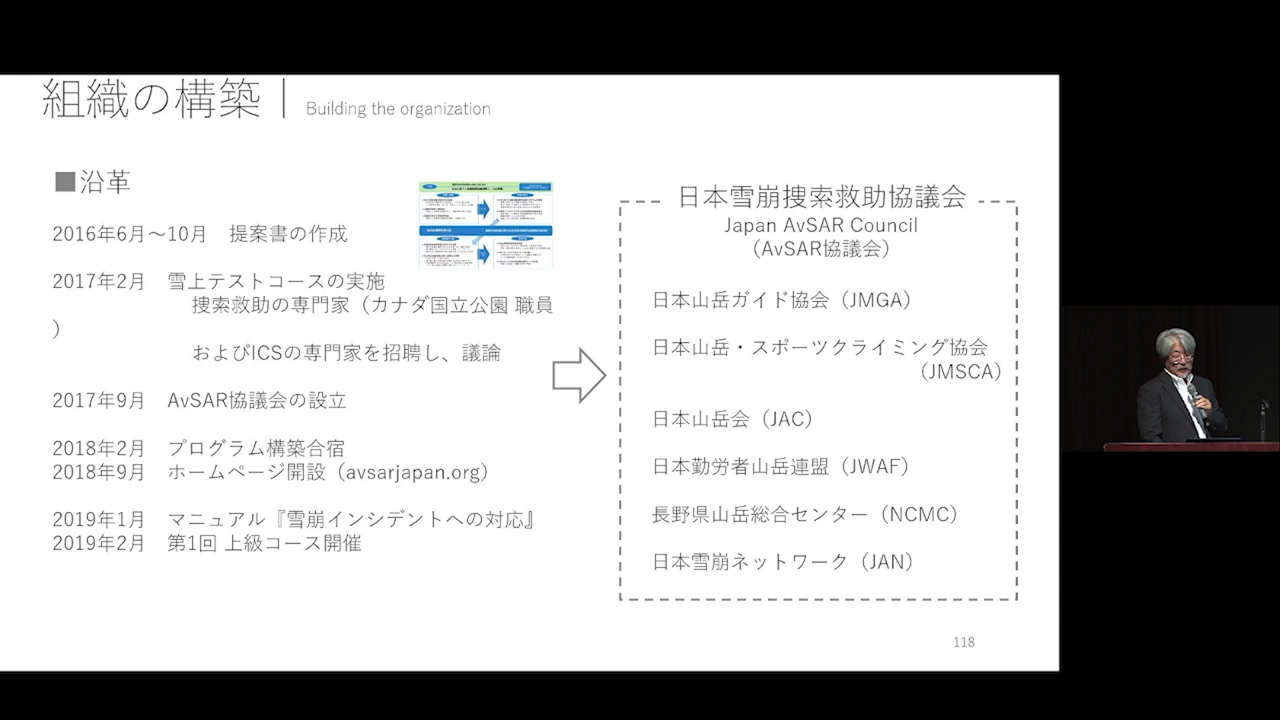 組織の構築｜ Building the organization
■沿革
2016年6月～10月　提案書の作成
2017年2月　雪上テストコースの実施
捜索救助の専門家（カナダ国立公園 職員
）
およびICSの専門家を招聘し、議論
2017年9月　AvSAR協議会の設立
2018年2月　プログラム構築合宿
2018年9月　ホームページ開設（avsarjapan.org）
2019年1月　マニュアル『雪崩インシデントへの対応』
2019年2月　第1回 上級コース開催
日本雪崩捜索救助協議会
Japan AvSAR Council
（AvSAR協議会）
日本山岳ガイド協会（JMGA）
日本山岳・スポーツクライミング協会
（JMSCA）
日本山岳会（JAC）
日本勤労者山岳連盟（JWAF）
長野県山岳総合センター（NCMC）
日本雪崩ネットワーク（JAN）
118